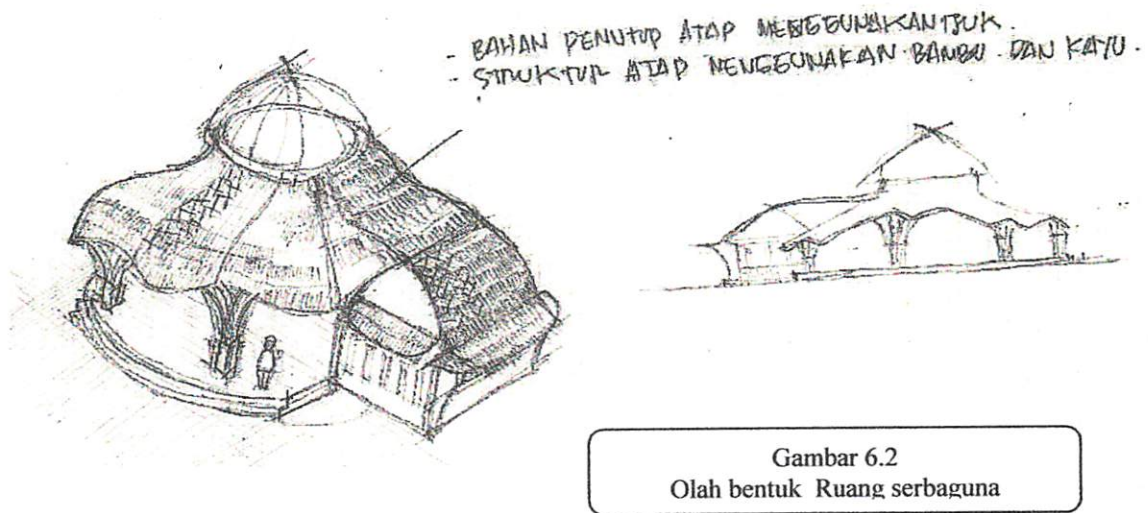 - BAHAN PENUTUP ATAP MENGGUNAKAN IJUK.
- STRUKTUR ATAP MENGGUNAKAN BAMBU DAN KAYU.
Gambar 6.2
Olah bentuk Ruang serbaguna